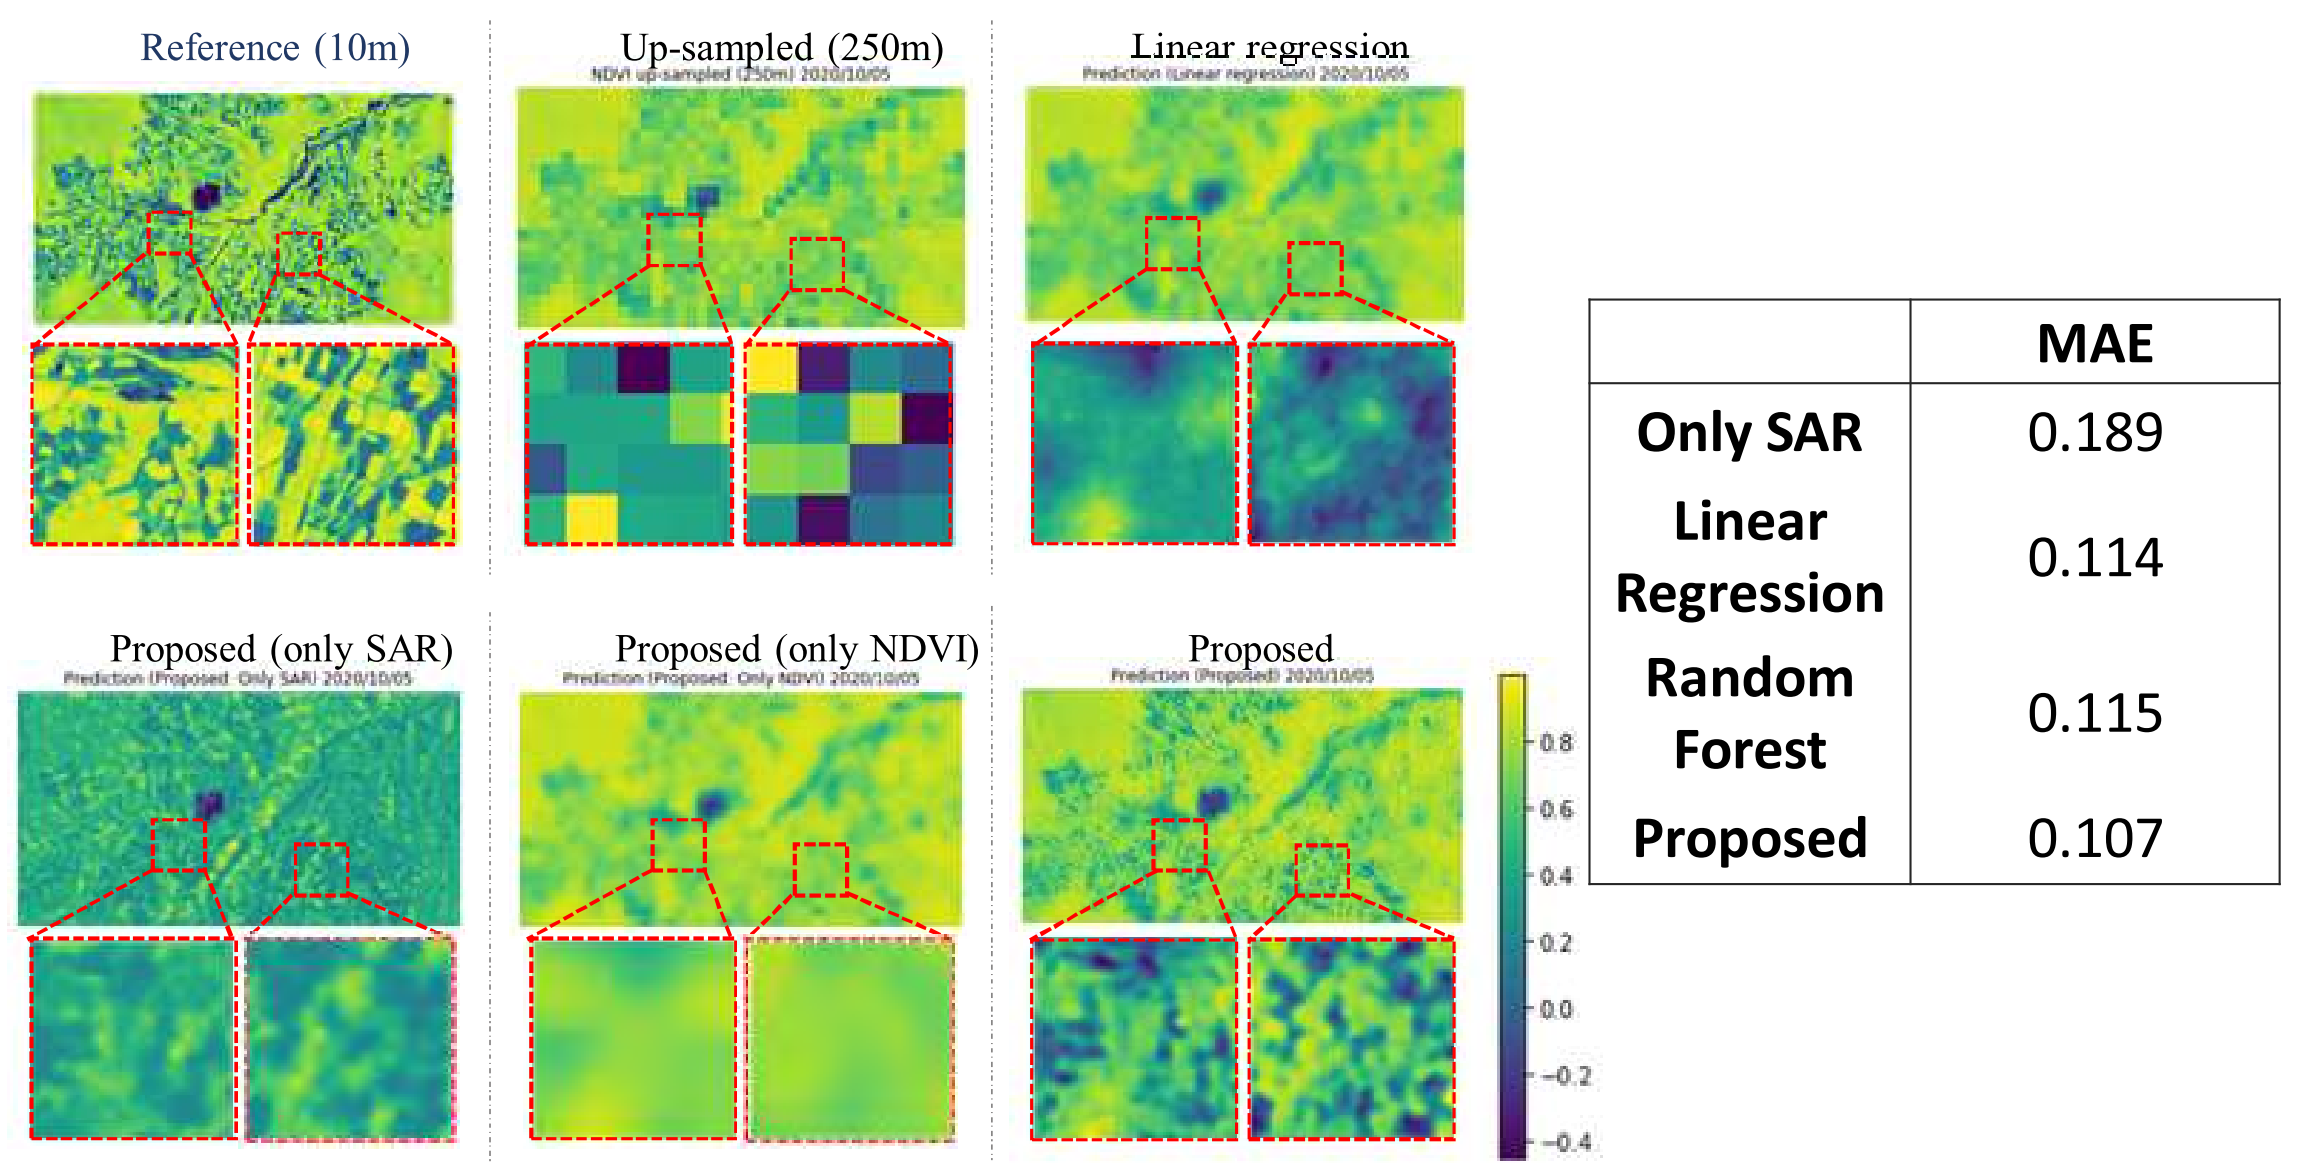 Reference (10m)
Up-sampled (250m)
NDVI up-sampled (250m) 2020/10/05
Linear regression
Prediction (Linear regression) 2020/10/05
Proposed (only SAR)
Prediction (Proposed: Only SAR) 2020/10/05
Proposed (only NDVI)
Prediction (Proposed: Only NDVI) 2020/10/05
Proposed
Prediction (Proposed) 2020/10/05
0.8
0.6
0.4
0.2
0.0
−0.2
−0.4
MAE
Only SAR 0.189
Linear
Regression 0.114
Random
Forest 0.115
Proposed 0.107